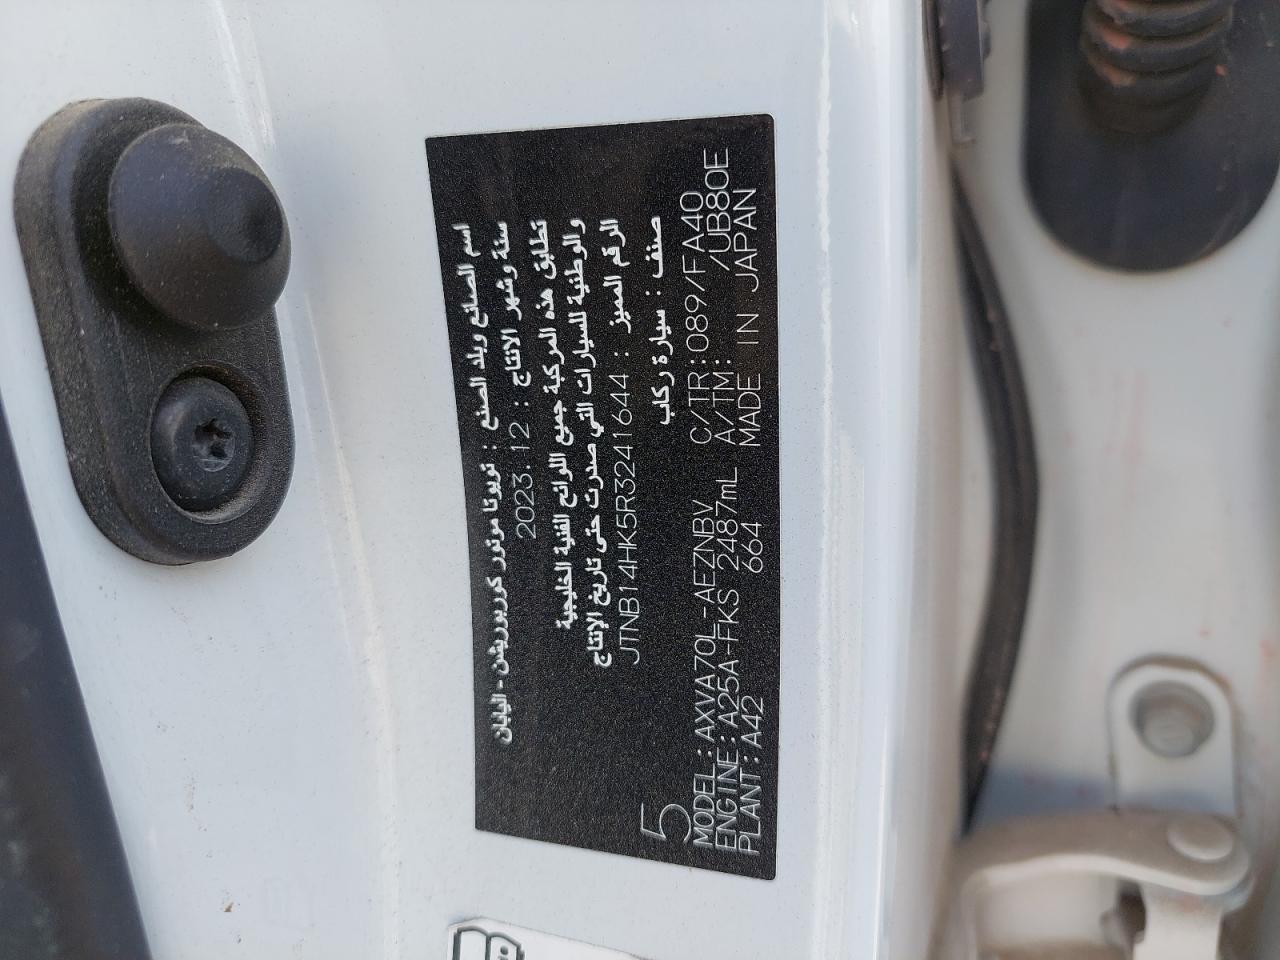 اسم الصانع وبلد الصنع : تويوتا موتور كوربوريشن - اليابان
سنة وشهر الانتاج : 2023.12
تطابق هذه المركبة جميع اللوائح الفنية الخليجية
والوطنية للسيارات التي صدرت حتى تاريخ الإنتاج
الرقم المميز : JTNB14HK5R3241644
صنف : سيارة ركاب
5
MODEL:AXVA70L-AEZNBV C/TR:089/FA40
ENGINE:A25A-FKS 2487mL A/TM: /UB80E
PLANT:A42 664 MADE IN JAPAN